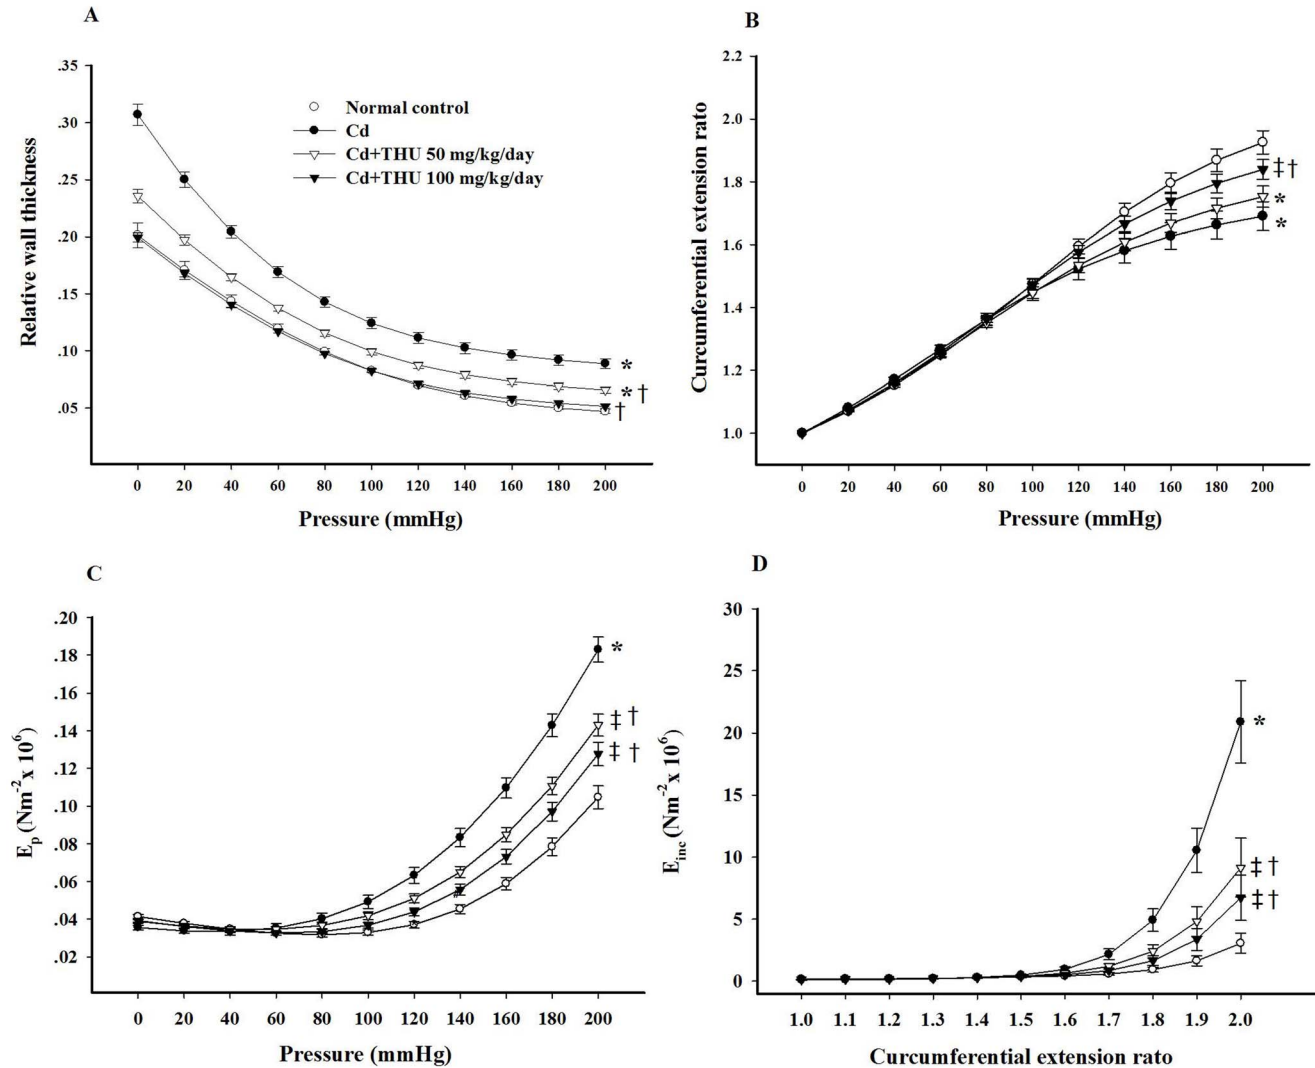 A
.35
.30
.25
.20
.15
.10
.05
Relative wall thickness
Normal control
Cd
Cd+THU 50 mg/kg/day
Cd+THU 100 mg/kg/day
*
* †
†
0 20 40 60 80 100 120 140 160 180 200
Pressure (mmHg)
B
2.2
2.0
1.8
1.6
1.4
1.2
1.0
Curcumferential extension rato
‡ †
*
*
0 20 40 60 80 100 120 140 160 180 200
Pressure (mmHg)
C
.20
.18
.16
.14
.12
.10
.08
.06
.04
.02
Ep (Nm-2 x 106)
*
‡ †
‡ †
0 20 40 60 80 100 120 140 160 180 200
Pressure (mmHg)
D
30
25
20
15
10
5
0
Einc (Nm-2 x 106)
*
‡ †
‡ †
1.0 1.1 1.2 1.3 1.4 1.5 1.6 1.7 1.8 1.9 2.0
Curcumferential extension rato